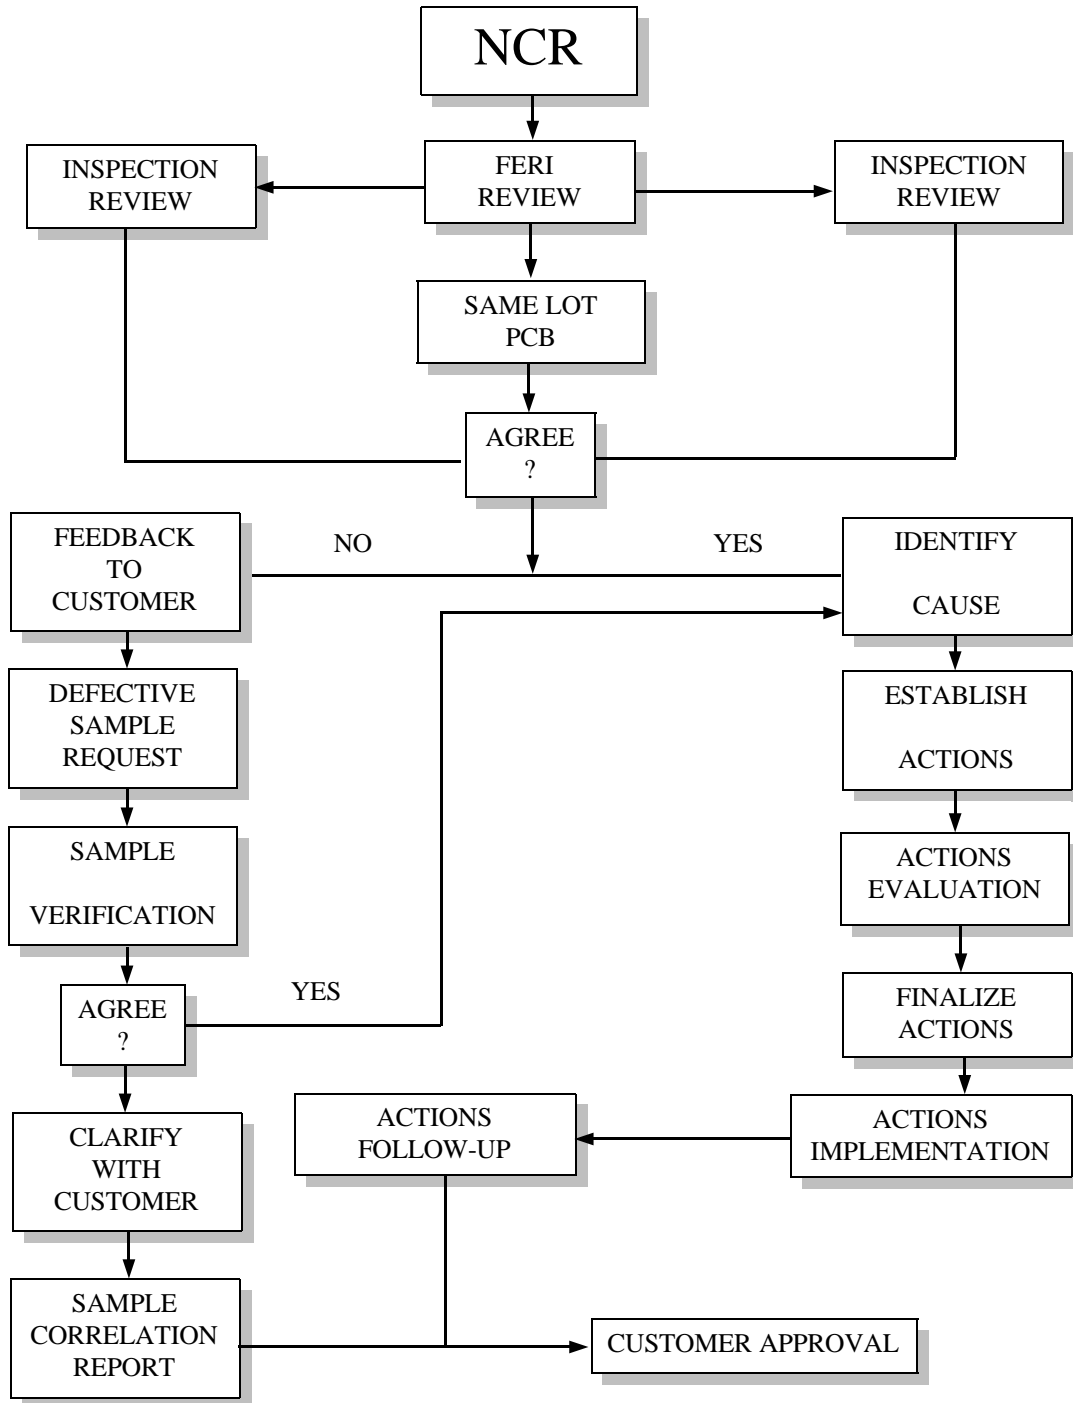 NCR
INSPECTION
REVIEW
FERI
REVIEW
INSPECTION
REVIEW
SAME LOT
PCB
AGREE
?
NO
YES
FEEDBACK
TO
CUSTOMER
IDENTIFY
CAUSE
DEFECTIVE
SAMPLE
REQUEST
ESTABLISH
ACTIONS
SAMPLE
VERIFICATION
ACTIONS
EVALUATION
AGREE
?
YES
FINALIZE
ACTIONS
CLARIFY
WITH
CUSTOMER
ACTIONS
FOLLOW-UP
ACTIONS
IMPLEMENTATION
SAMPLE
CORRELATION
REPORT
CUSTOMER APPROVAL